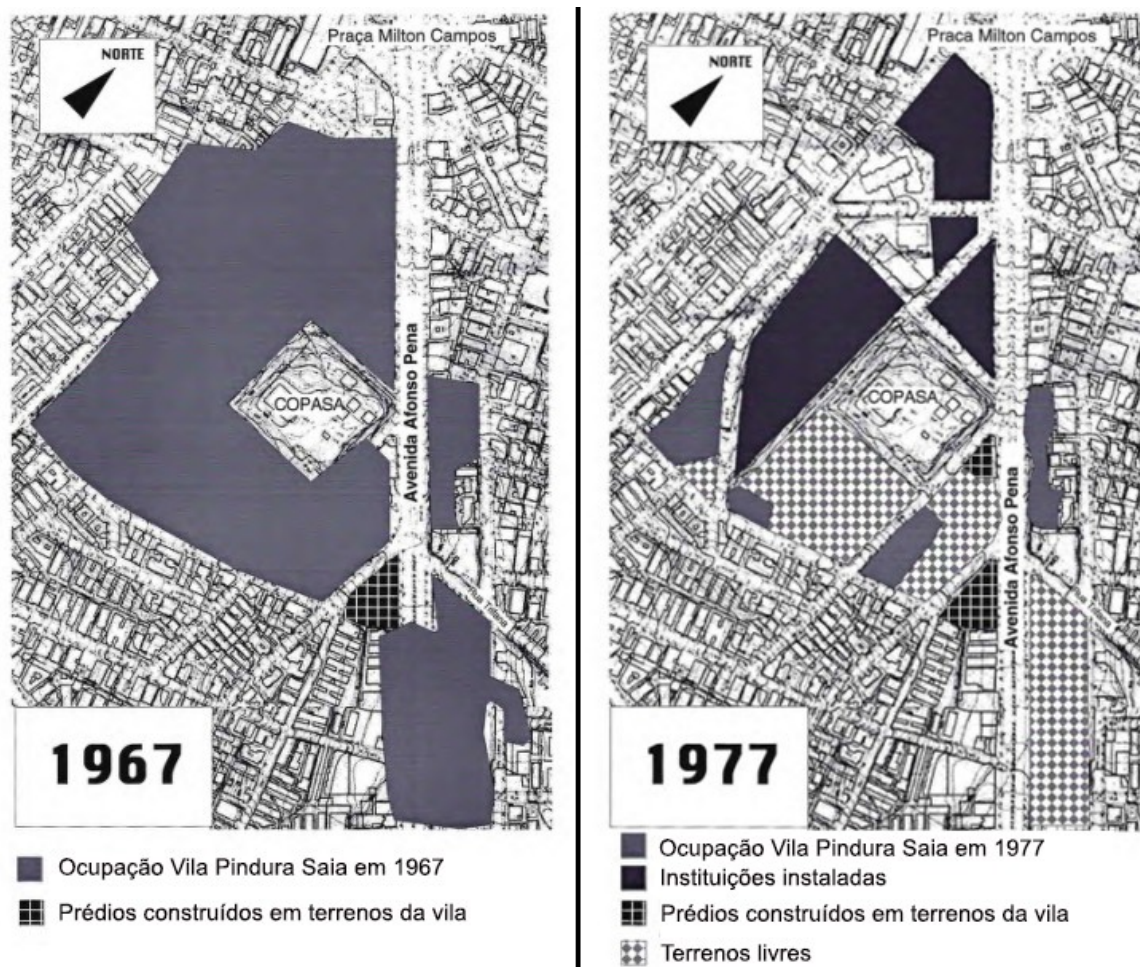 Praça Milton Campos
NORTE
COPASA
Avenida Afonso Pena
1967
Ocupação Vila Pindura Saia em 1967
Prédios construídos em terrenos da vila
Praça Milton Campos
NORTE
COPASA
Avenida Afonso Pena
1977
Ocupação Vila Pindura Saia em 1977
Instituições instaladas
Prédios construídos em terrenos da vila
Terrenos livres